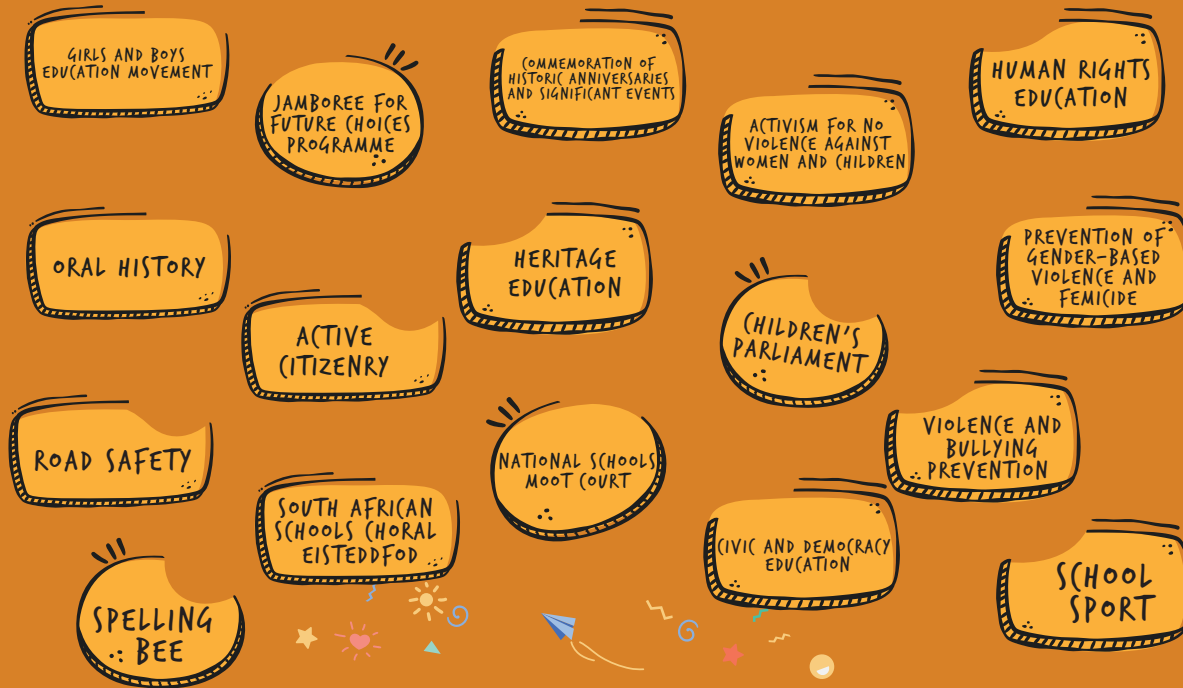 GIRLS AND BOYS
EDUCATION MOVEMENT
JAMBOREE FOR
FUTURE CHOICES
PROGRAMME
COMMEMORATION OF
HISTORIC ANNIVERSARIES
AND SIGNIFICANT EVENTS
ACTIVISM FOR NO
VIOLENCE AGAINST
WOMEN AND CHILDREN
HUMAN RIGHTS
EDUCATION
ORAL HISTORY
HERITAGE
EDUCATION
PREVENTION OF
GENDER-BASED
VIOLENCE AND
FEMICIDE
ACTIVE
CITIZENRY
CHILDREN'S
PARLIAMENT
ROAD SAFETY
NATIONAL SCHOOLS
MOOT COURT
VIOLENCE AND
BULLYING
PREVENTION
SOUTH AFRICAN
SCHOOLS CHORAL
EISTEDDFOD
CIVIC AND DEMOCRACY
EDUCATION
SPELLING
BEE
SCHOOL
SPORT